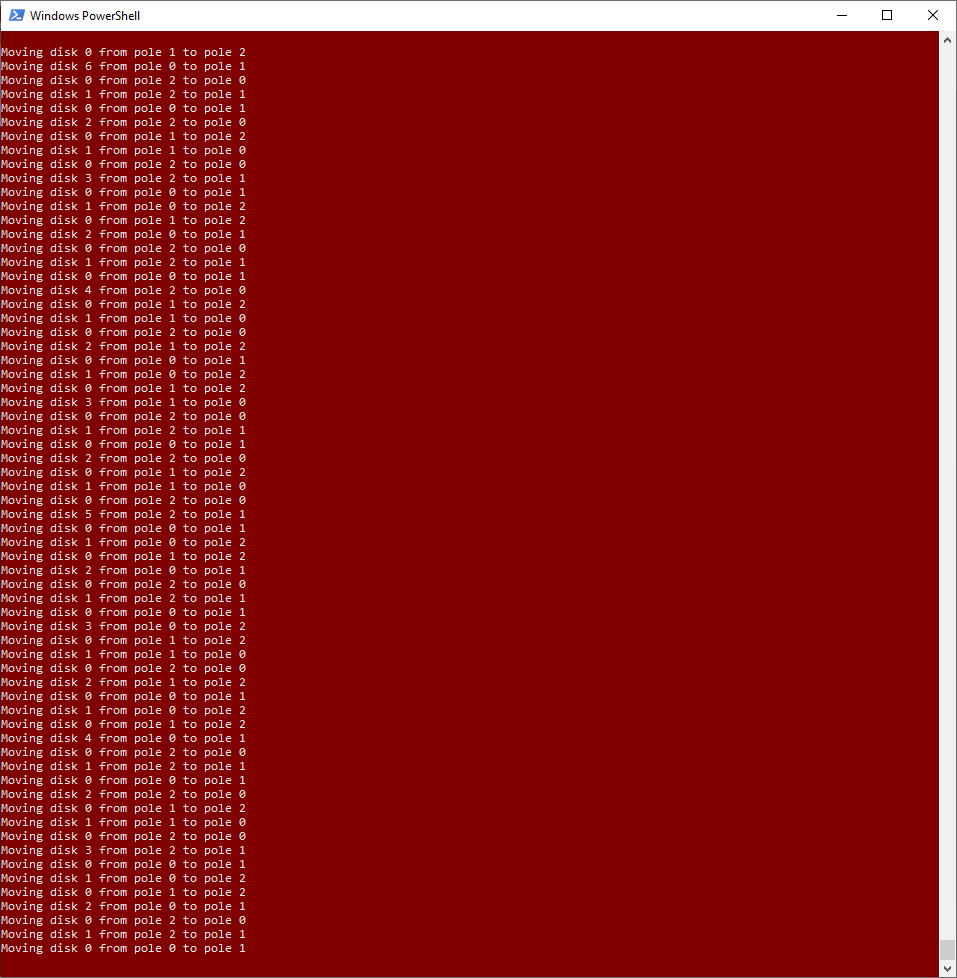 Windows PowerShell
Moving disk 0 from pole 1 to pole 2
Moving disk 6 from pole 0 to pole 1
Moving disk 0 from pole 2 to pole 0
Moving disk 1 from pole 2 to pole 1
Moving disk 0 from pole 0 to pole 1
Moving disk 2 from pole 2 to pole 0
Moving disk 0 from pole 1 to pole 2
Moving disk 1 from pole 1 to pole 0
Moving disk 0 from pole 2 to pole 0
Moving disk 3 from pole 2 to pole 1
Moving disk 0 from pole 0 to pole 1
Moving disk 1 from pole 0 to pole 2
Moving disk 0 from pole 1 to pole 2
Moving disk 2 from pole 0 to pole 1
Moving disk 0 from pole 2 to pole 0
Moving disk 1 from pole 2 to pole 1
Moving disk 0 from pole 0 to pole 1
Moving disk 4 from pole 2 to pole 0
Moving disk 0 from pole 1 to pole 2
Moving disk 1 from pole 1 to pole 0
Moving disk 0 from pole 2 to pole 0
Moving disk 2 from pole 1 to pole 2
Moving disk 0 from pole 0 to pole 1
Moving disk 1 from pole 0 to pole 2
Moving disk 0 from pole 1 to pole 2
Moving disk 3 from pole 1 to pole 0
Moving disk 0 from pole 2 to pole 0
Moving disk 1 from pole 2 to pole 1
Moving disk 0 from pole 0 to pole 1
Moving disk 2 from pole 2 to pole 0
Moving disk 0 from pole 1 to pole 2
Moving disk 1 from pole 1 to pole 0
Moving disk 0 from pole 2 to pole 0
Moving disk 5 from pole 2 to pole 1
Moving disk 0 from pole 0 to pole 1
Moving disk 1 from pole 0 to pole 2
Moving disk 0 from pole 1 to pole 2
Moving disk 2 from pole 0 to pole 1
Moving disk 0 from pole 2 to pole 0
Moving disk 1 from pole 2 to pole 1
Moving disk 0 from pole 0 to pole 1
Moving disk 3 from pole 0 to pole 2
Moving disk 0 from pole 1 to pole 2
Moving disk 1 from pole 1 to pole 0
Moving disk 0 from pole 2 to pole 0
Moving disk 2 from pole 1 to pole 2
Moving disk 0 from pole 0 to pole 1
Moving disk 1 from pole 0 to pole 2
Moving disk 0 from pole 1 to pole 2
Moving disk 4 from pole 0 to pole 1
Moving disk 0 from pole 2 to pole 0
Moving disk 1 from pole 2 to pole 1
Moving disk 0 from pole 0 to pole 1
Moving disk 2 from pole 2 to pole 0
Moving disk 0 from pole 1 to pole 2
Moving disk 1 from pole 1 to pole 0
Moving disk 0 from pole 2 to pole 0
Moving disk 3 from pole 2 to pole 1
Moving disk 0 from pole 0 to pole 1
Moving disk 1 from pole 0 to pole 2
Moving disk 0 from pole 1 to pole 2
Moving disk 2 from pole 0 to pole 1
Moving disk 0 from pole 2 to pole 0
Moving disk 1 from pole 2 to pole 1
Moving disk 0 from pole 0 to pole 1